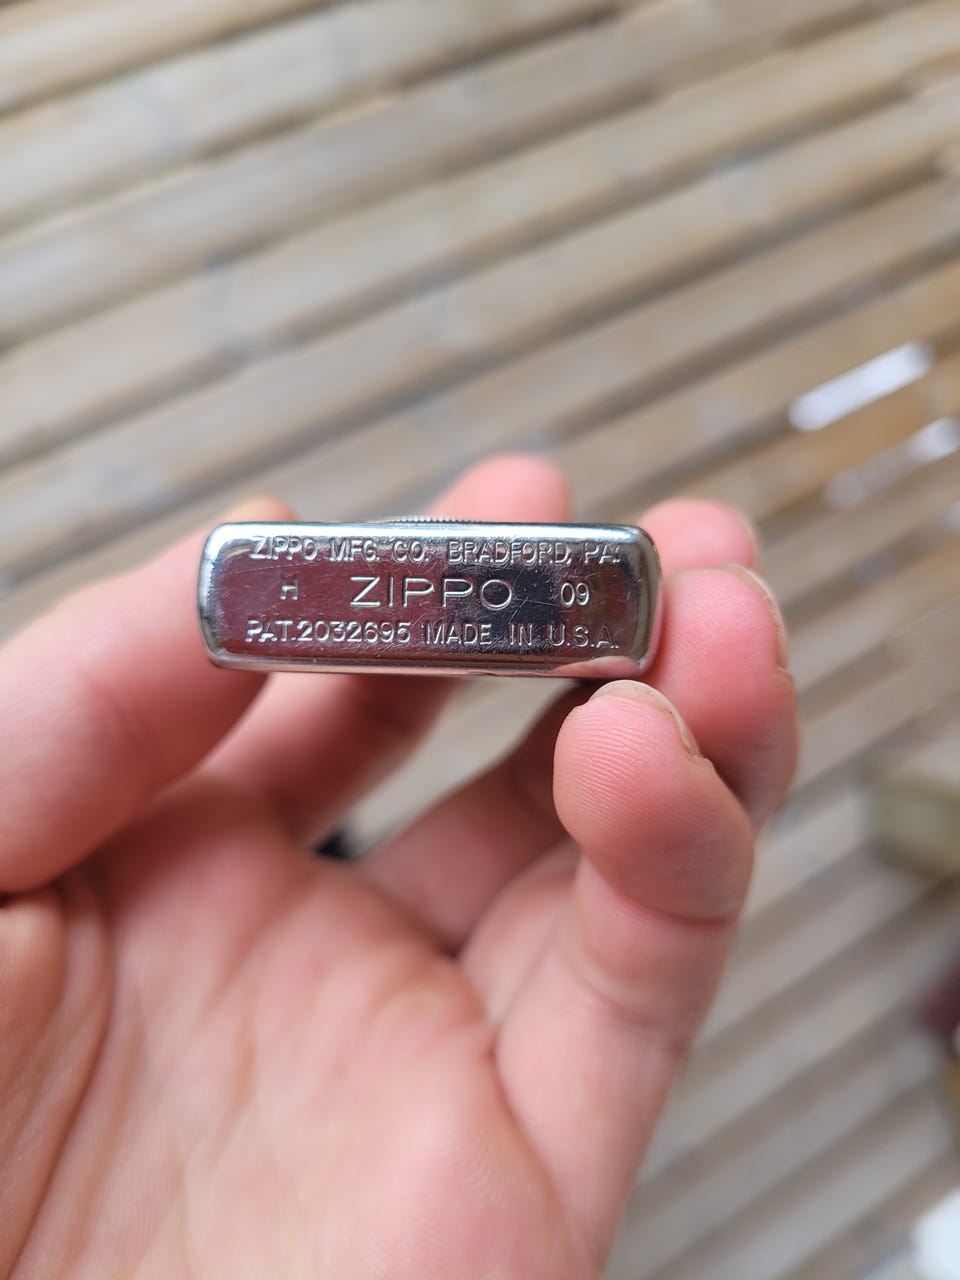 ZIPPO MFG. CO. BRADFORD, PA.
H ZIPPO 09
PAT.2032695 MADE IN U.S.A.